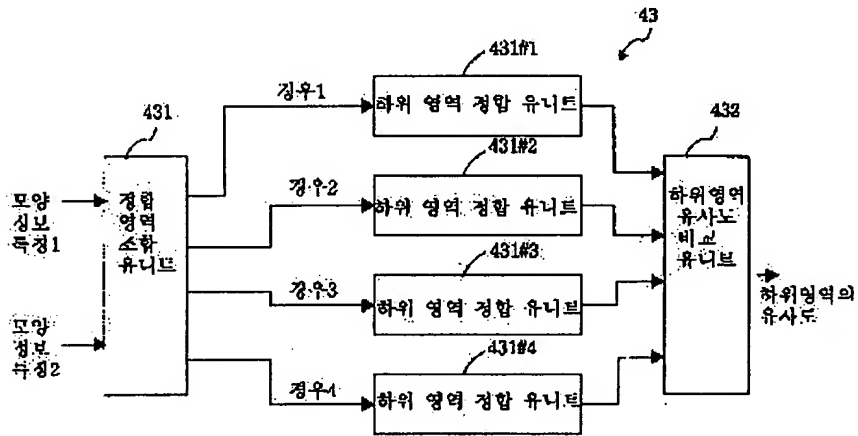 43
431#1
경우1
하위 영역 정합 유니트
431
432
431#2
모양
정보
특징1
정합
영역
조합
유니트
경우2
하위 영역 정합 유니트
하위영역
유사도
비교
유니트
431#3
경우3
하위 영역 정합 유니트
하위영역의
유사도
모양
정보
특징2
431#4
경우4
하위 영역 정합 유니트